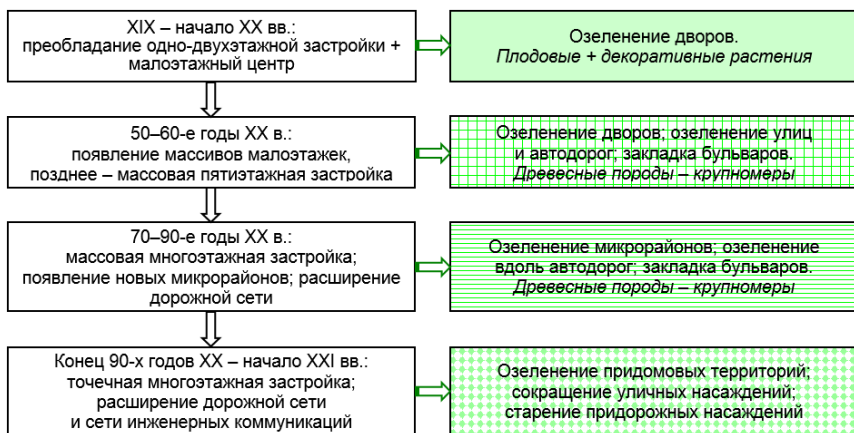 XIX – начало XX вв.:
преобладание одно-двухэтажной застройки +
малоэтажный центр
Озеленение дворов.
Плодовые + декоративные растения
50–60-е годы XX в.:
появление массивов малоэтажек,
позднее – массовая пятиэтажная застройка
Озеленение дворов; озеленение улиц
и автодорог; закладка бульваров.
Древесные породы – крупномеры
70–90-е годы XX в.:
массовая многоэтажная застройка;
появление новых микрорайонов; расширение
дорожной сети
Озеленение микрорайонов; озеленение
вдоль автодорог; закладка бульваров.
Древесные породы – крупномеры
Конец 90-х годов XX – начало XXI вв.:
точечная многоэтажная застройка;
расширение дорожной сети
и сети инженерных коммуникаций
Озеленение придомовых территорий;
сокращение уличных насаждений;
старение придорожных насаждений